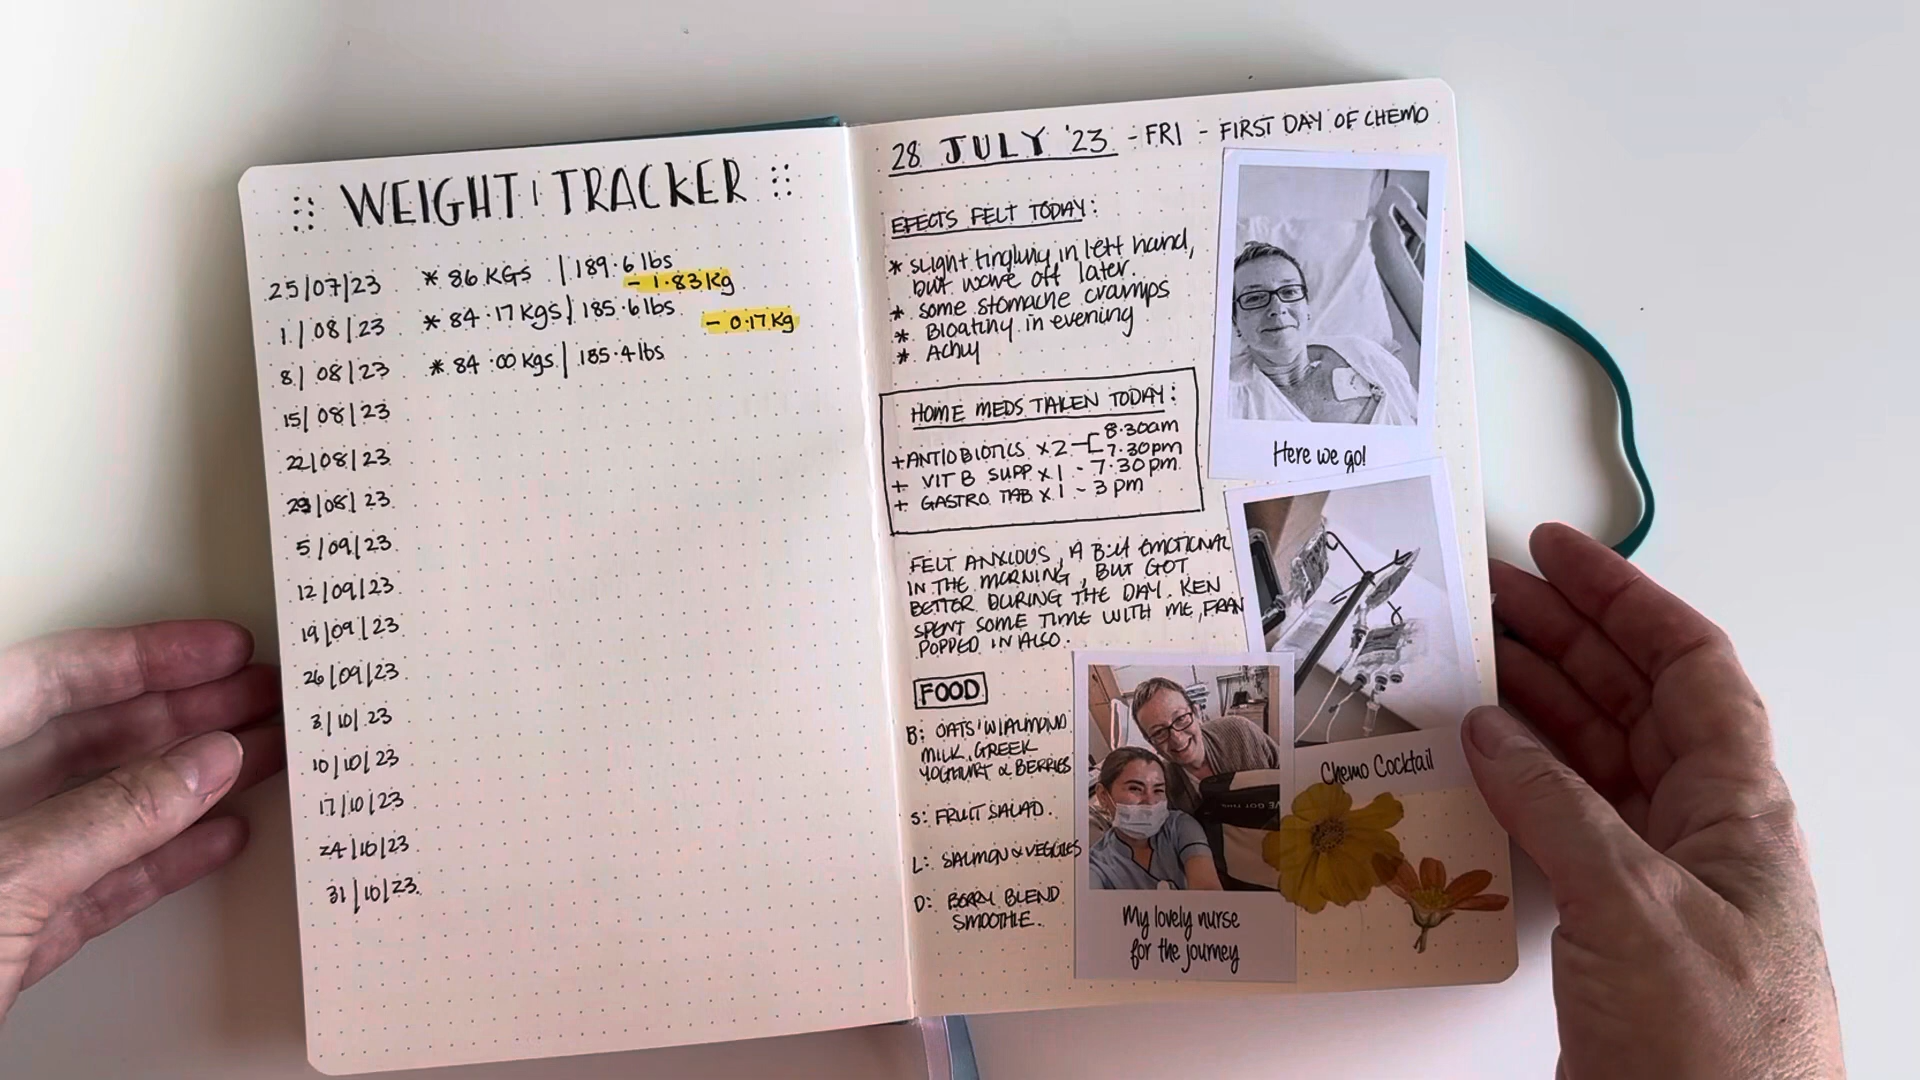 WEIGHT TRACKER
25/07/23 * 86 KGS | 189.6 lbs
- 1.83 Kg
1/08/23 * 84.17 Kgs | 185.6 lbs
- 0.17 Kg
8/08/23 * 84.00 Kgs | 185.4 lbs
15/08/23
22/08/23
29/08/23
5/09/23
12/09/23
19/09/23
26/09/23
3/10/23
10/10/23
17/10/23
24/10/23
31/10/23
28 JULY '23 - FRI - FIRST DAY OF CHEMO
EFECTS FELT TODAY:
* slight tingling in left hand,
but wore off later.
* some stomache cramps
* Bloating in evening
* Achy
HOME MEDS TAKEN TODAY:
+ ANTIOBIOTICS x2 - 8.30am
7.30pm
+ VIT B SUPP x 1 - 7.30pm
+ GASTRO TAB x 1 - 3 pm
FELT ANXIOUS, A BIT EMOTIONAL
IN THE MORNING, BUT GOT
BETTER DURING THE DAY. KEN
SPENT SOME TIME WITH ME, FRAN
POPPED IN ALSO.
FOOD
B: OATS W/ALMOND
MILK, GREEK
YOGHURT & BERRIES
S: FRUIT SALAD.
L: SALMON & VEGGIES
D: BERRY BLEND
SMOOTHIE.
Here we go!
Chemo Cocktail
My lovely nurse
for the journey